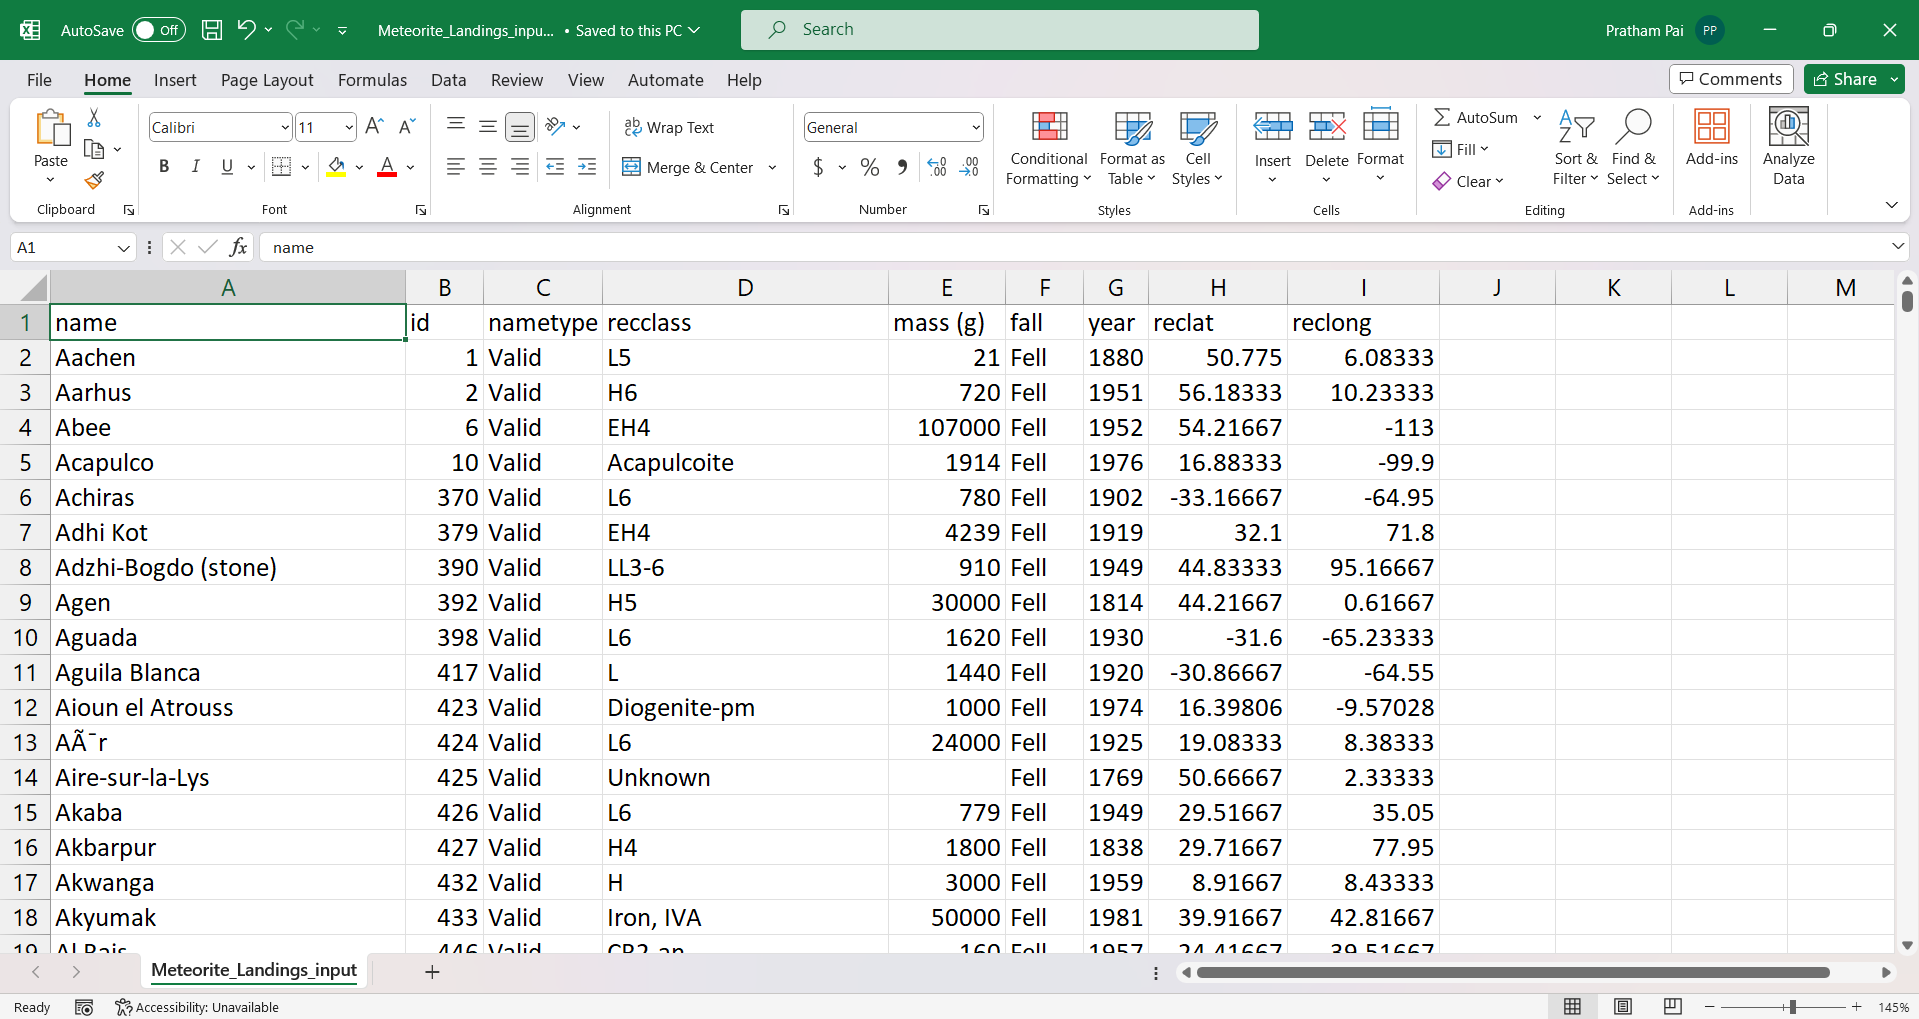 AutoSave Off Meteorite_Landings_inpu... • Saved to this PC Search Pratham Pai PP
File Home Insert Page Layout Formulas Data Review View Automate Help Comments Share
Paste Calibri 11 B I U A Wrap Text Merge & Center General $ % Conditional Formatting Format as Table Cell Styles Insert Delete Format AutoSum Fill Clear Sort & Filter Find & Select Add-ins Analyze Data
Clipboard Font Alignment Number Styles Cells Editing Add-ins
A1 fx name
A B C D E F G H I J K L M
1 name id nametype recclass mass (g) fall year reclat reclong
2 Aachen 1 Valid L5 21 Fell 1880 50.775 6.08333
3 Aarhus 2 Valid H6 720 Fell 1951 56.18333 10.23333
4 Abee 6 Valid EH4 107000 Fell 1952 54.21667 -113
5 Acapulco 10 Valid Acapulcoite 1914 Fell 1976 16.88333 -99.9
6 Achiras 370 Valid L6 780 Fell 1902 -33.16667 -64.95
7 Adhi Kot 379 Valid EH4 4239 Fell 1919 32.1 71.8
8 Adzhi-Bogdo (stone) 390 Valid LL3-6 910 Fell 1949 44.83333 95.16667
9 Agen 392 Valid H5 30000 Fell 1814 44.21667 0.61667
10 Aguada 398 Valid L6 1620 Fell 1930 -31.6 -65.23333
11 Aguila Blanca 417 Valid L 1440 Fell 1920 -30.86667 -64.55
12 Aioun el Atrouss 423 Valid Diogenite-pm 1000 Fell 1974 16.39806 -9.57028
13 AÃ¯r 424 Valid L6 24000 Fell 1925 19.08333 8.38333
14 Aire-sur-la-Lys 425 Valid Unknown Fell 1769 50.66667 2.33333
15 Akaba 426 Valid L6 779 Fell 1949 29.51667 35.05
16 Akbarpur 427 Valid H4 1800 Fell 1838 29.71667 77.95
17 Akwanga 432 Valid H 3000 Fell 1959 8.91667 8.43333
18 Akyumak 433 Valid Iron, IVA 50000 Fell 1981 39.91667 42.81667
19 Al Rais 446 Valid CR2-an 160 Fell 1957 24.41667 39.51667
Meteorite_Landings_input
Ready Accessibility: Unavailable 145%